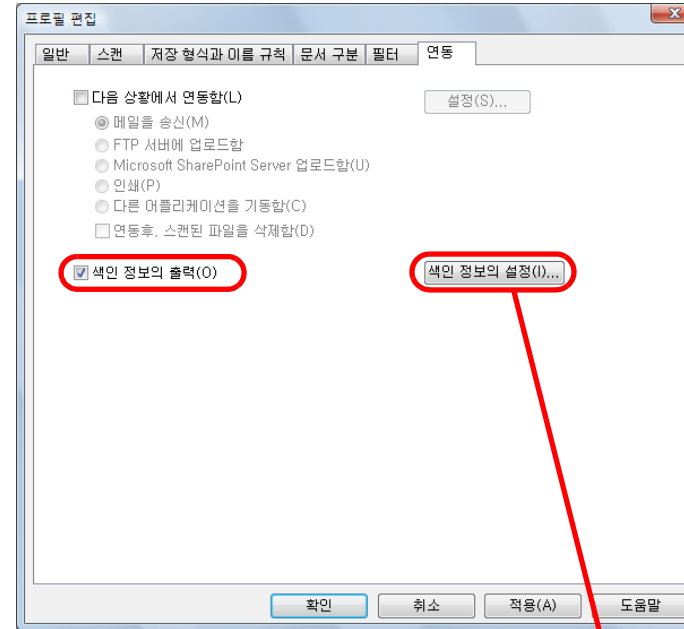 프로필 편집
일반 스캔 저장 형식과 이름 규칙 문서 구분 필터 연동
다음 상황에서 연동함(L) 설정(S)...
메일을 송신(M)
FTP 서버에 업로드함
Microsoft SharePoint Server 업로드함(U)
인쇄(P)
다른 어플리케이션을 기동함(C)
연동후, 스캔된 파일을 삭제함(D)
색인 정보의 출력(O) 색인 정보의 설정(I)...
확인 취소 적용(A) 도움말